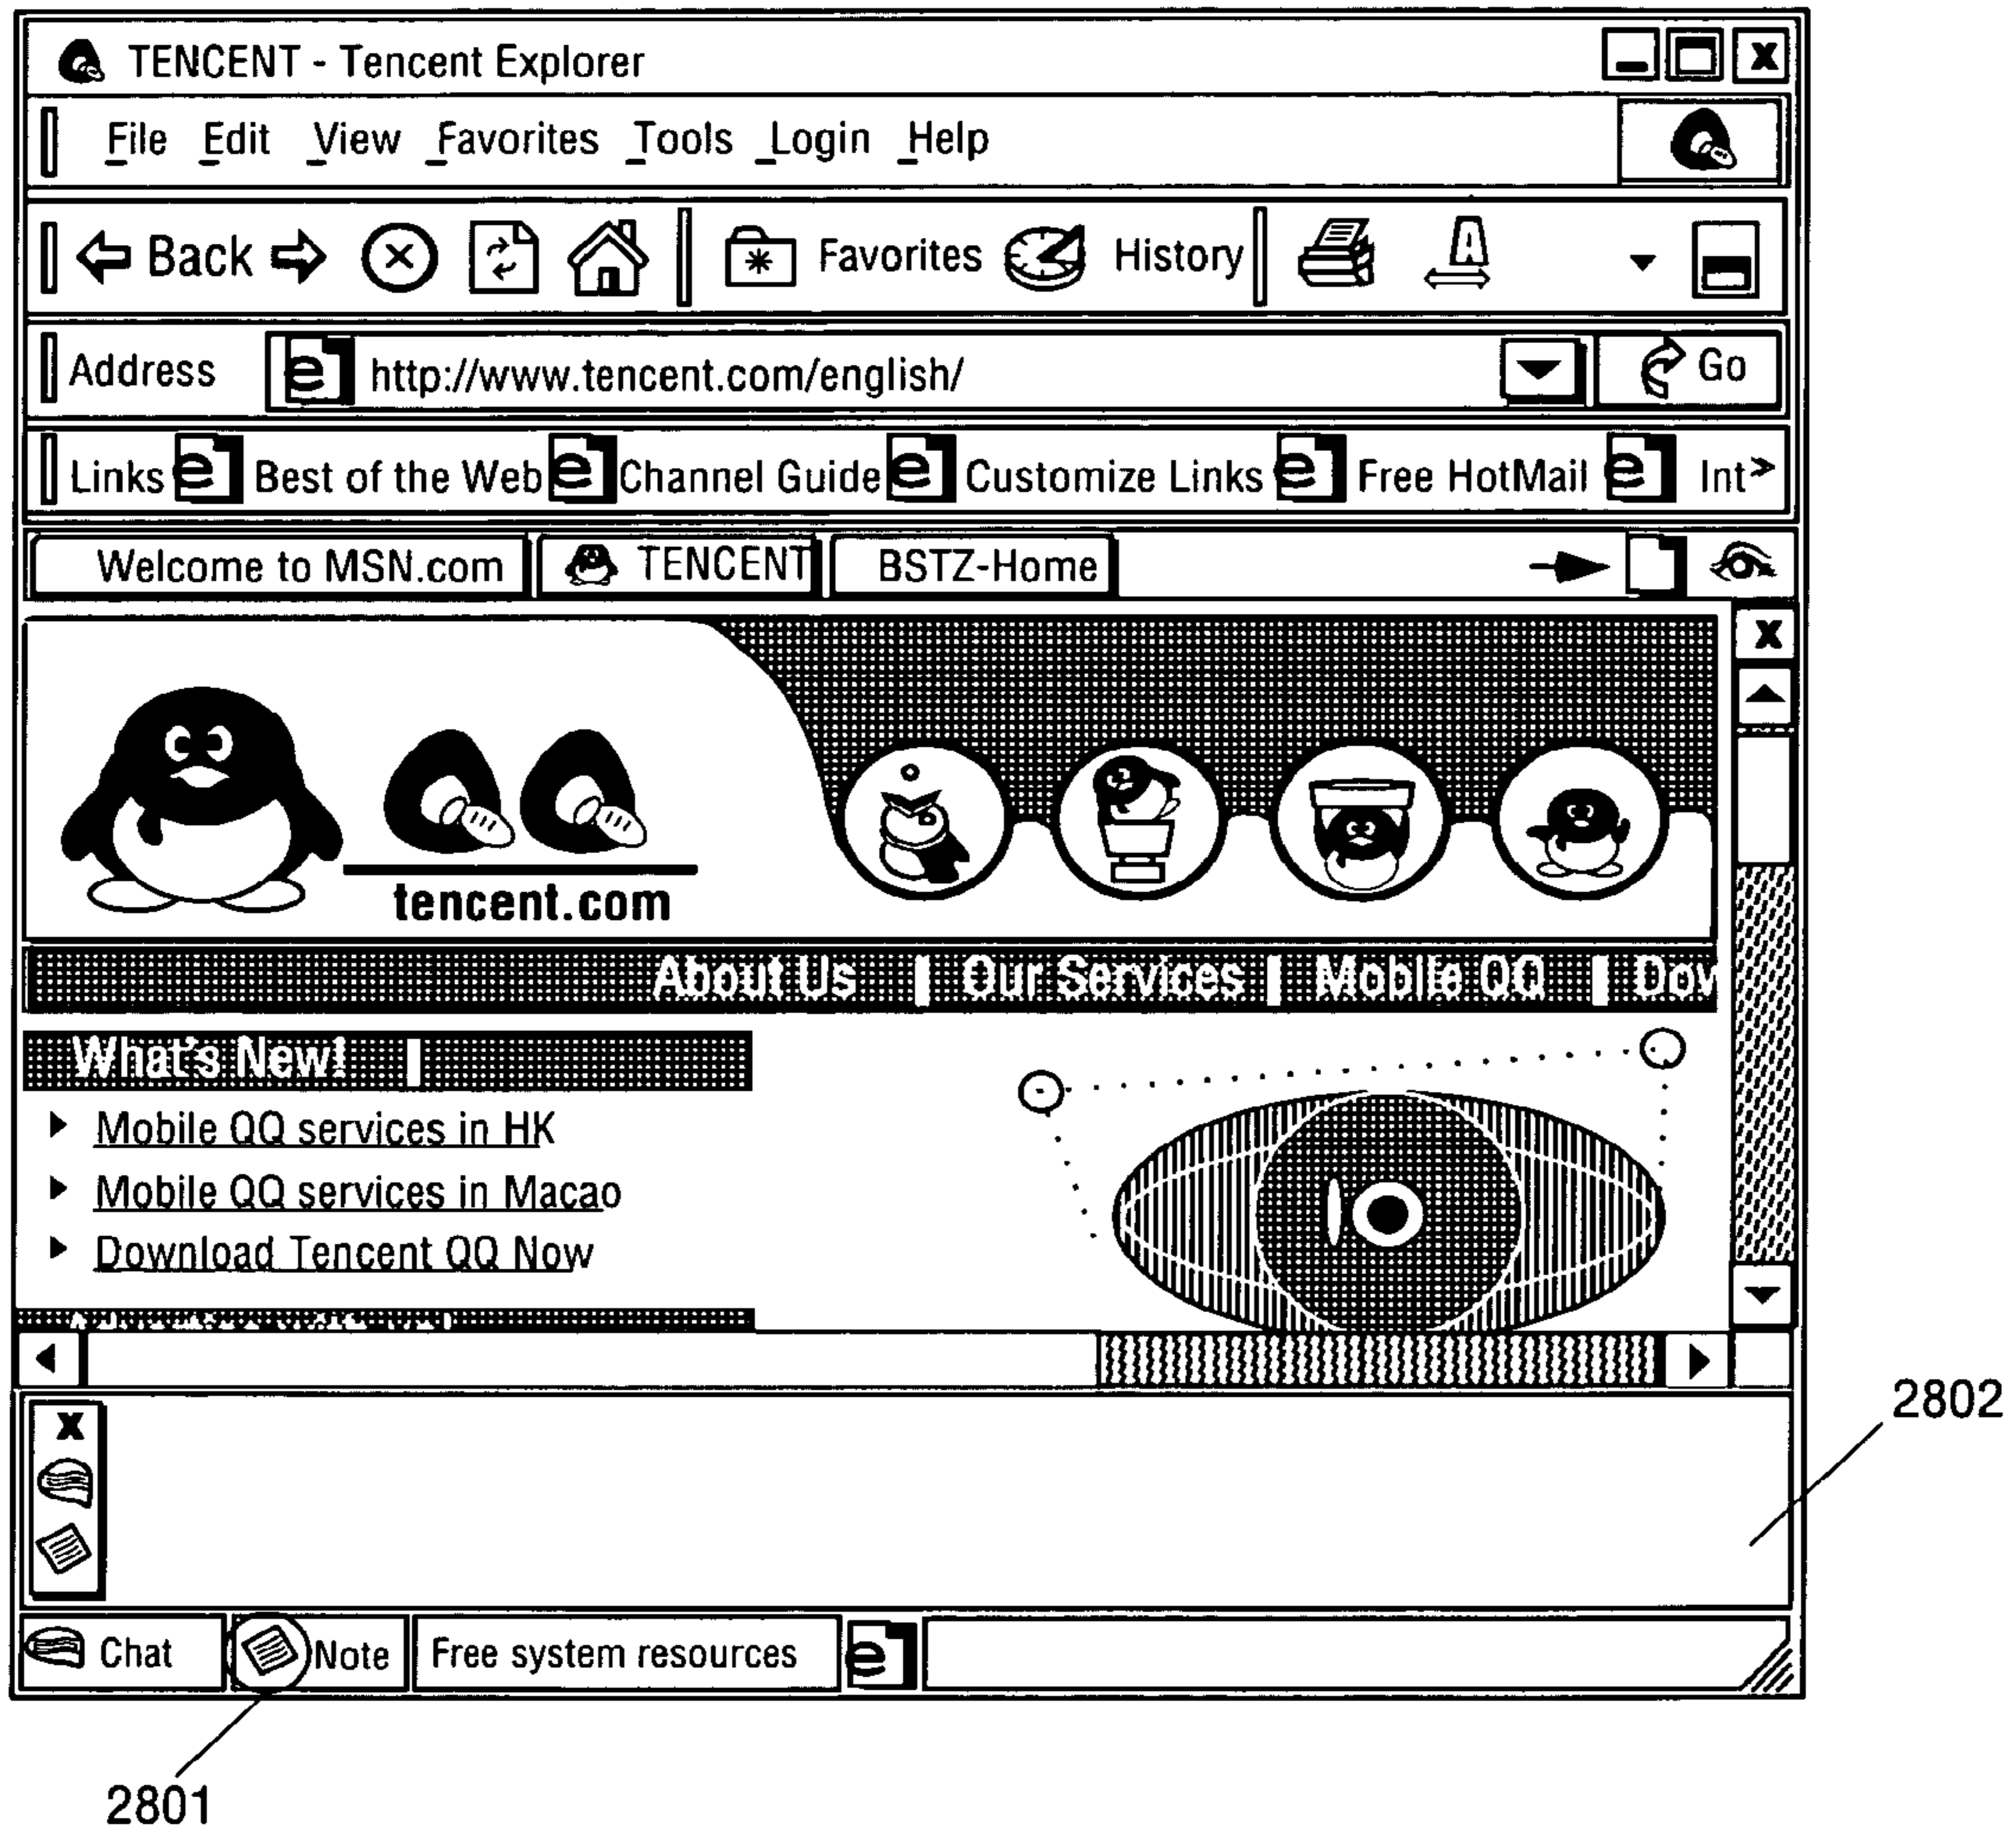 TENCENT - Tencent Explorer
File Edit View Favorites Tools Login Help
Back Favorites History A
Address http://www.tencent.com/english/ Go
Links Best of the Web Channel Guide Customize Links Free HotMail Int >
Welcome to MSN.com TENCENT BSTZ-Home
X
tencent.com
About Us | Our Services | Mobile QQ | Dow
What's New! |
Mobile QQ services in HK
Mobile QQ services in Macao
Download Tencent QQ Now
X
2802
Chat Note Free system resources
2801